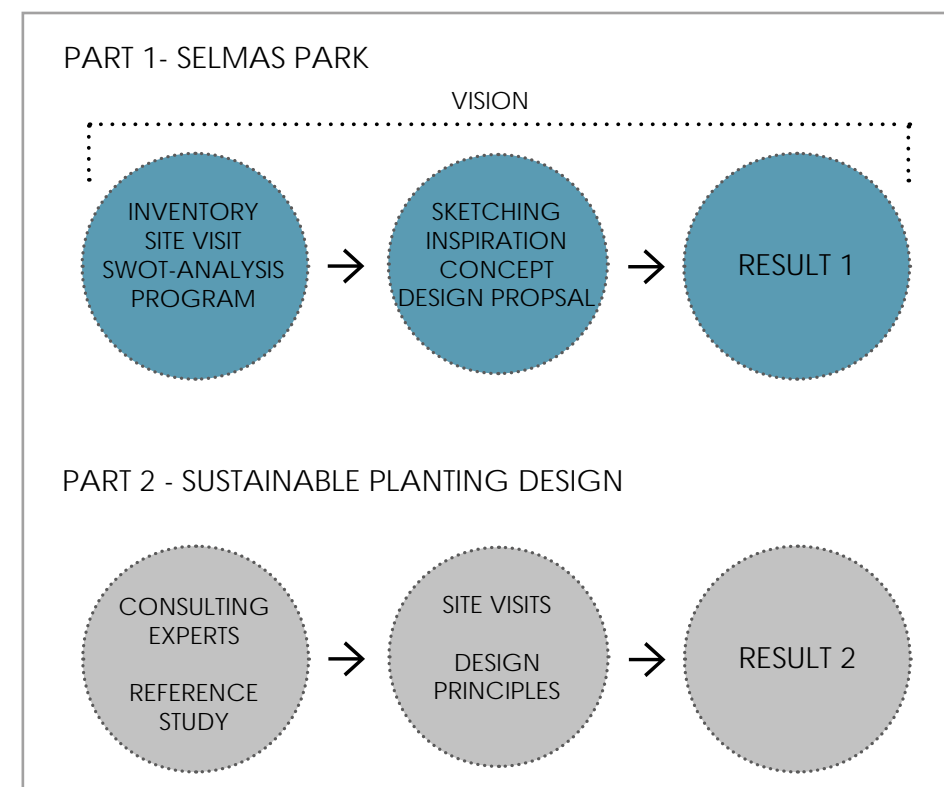 PART 1- SELMAS PARK
VISION
INVENTORY
SITE VISIT
SWOT-ANALYSIS
PROGRAM
SKETCHING
INSPIRATION
CONCEPT
DESIGN PROPSAL
RESULT 1
PART 2 - SUSTAINABLE PLANTING DESIGN
CONSULTING
EXPERTS
REFERENCE
STUDY
SITE VISITS
DESIGN
PRINCIPLES
RESULT 2